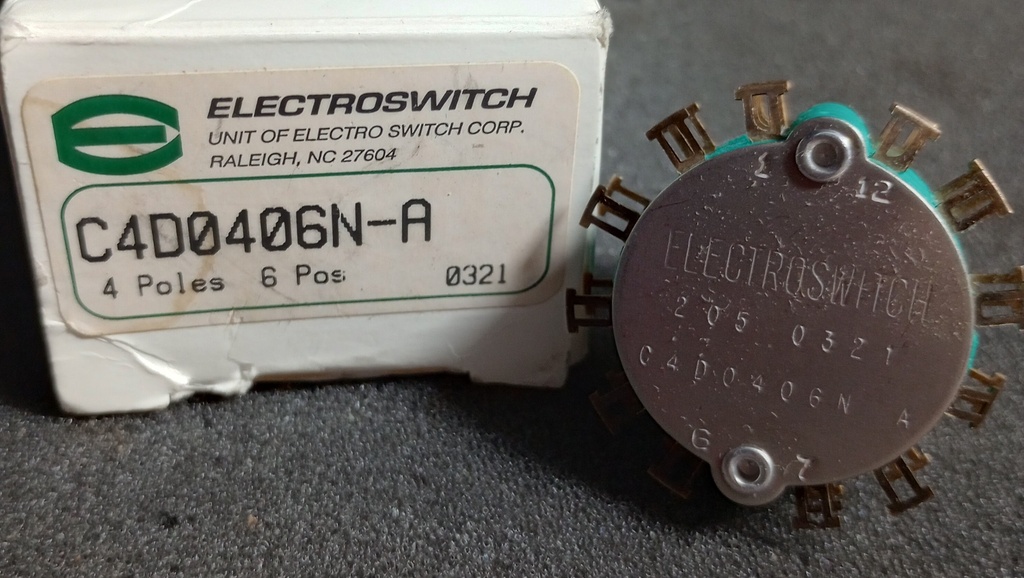 ELECTROSWITCH
UNIT OF ELECTRO SWITCH CORP.
RALEIGH, NC 27604
C4D0406N-A
4 Poles 6 Pos
0321
1
12
ELECTROSWITCH
205 0321
C4D0406N A
6
7